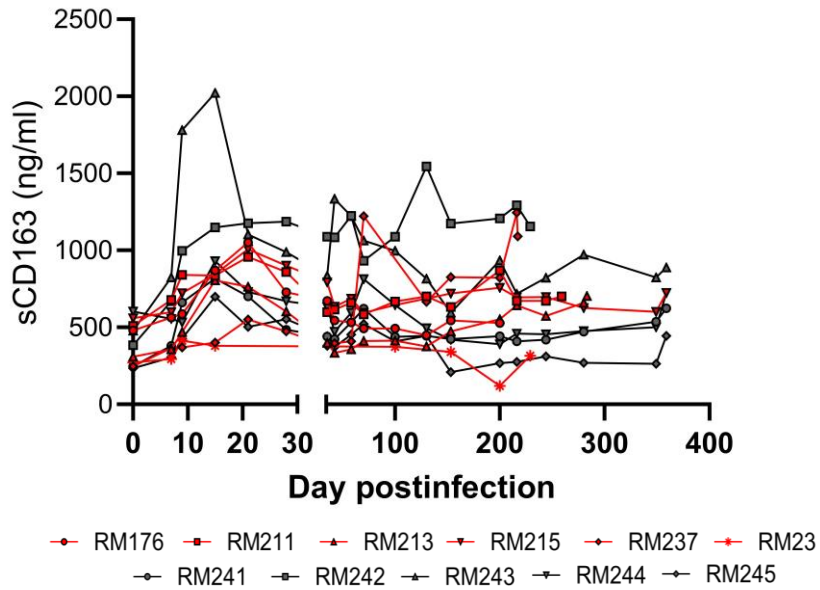 2500
2000
1500
1000
500
0
sCD163 (ng/ml)
0 10 20 30 100 200 300 400
Day postinfection
RM176 RM211 RM213 RM215 RM237 RM23
RM241 RM242 RM243 RM244 RM245